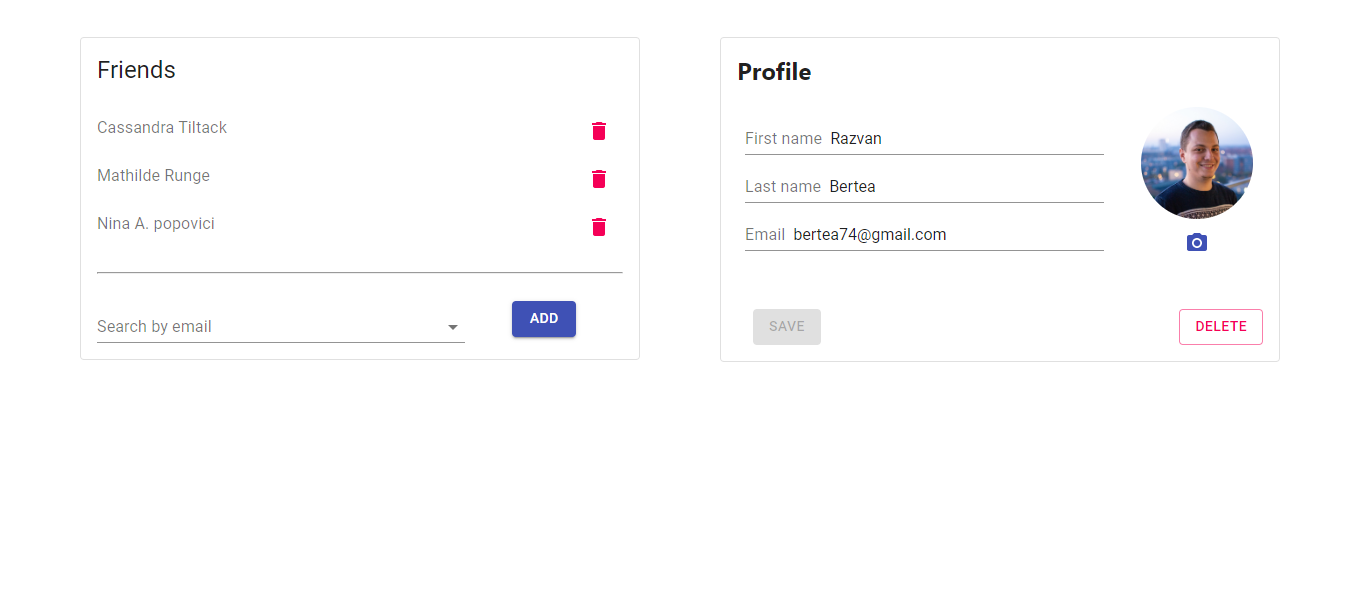 Friends
Cassandra Tiltack
Mathilde Runge
Nina A. popovici
Search by email
ADD
Profile
First name Razvan
Last name Bertea
Email bertea74@gmail.com
SAVE
DELETE